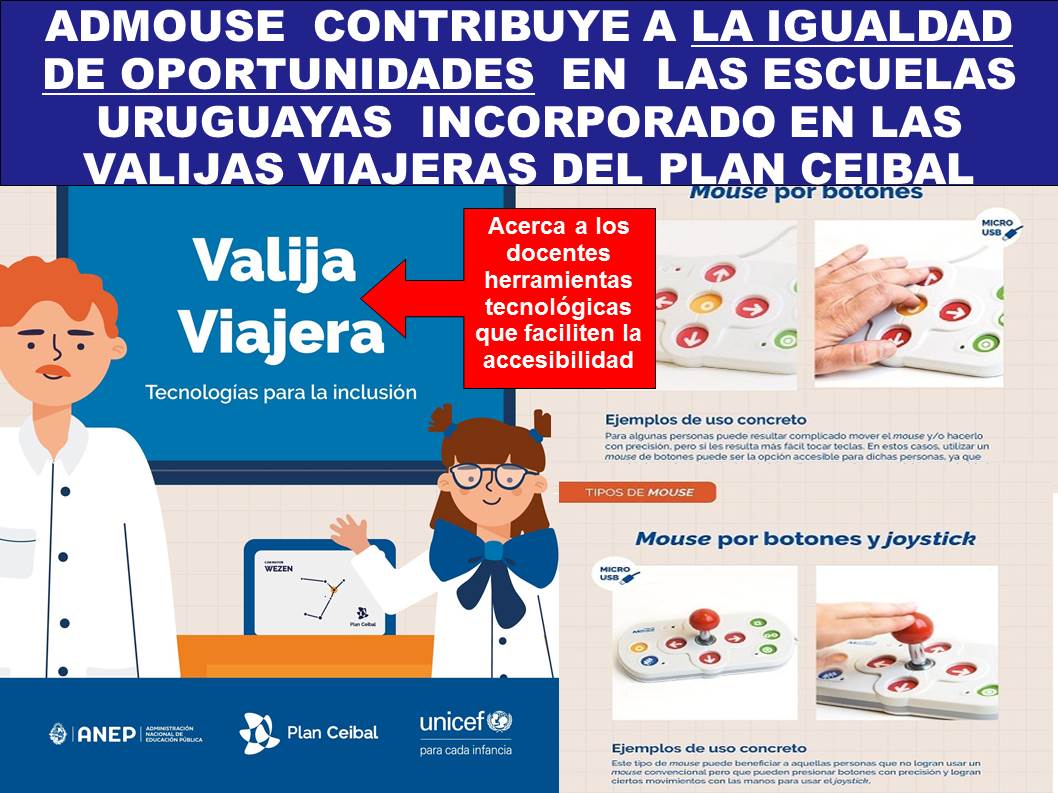 ADMOUSE CONTRIBUYE A LA IGUALDAD
DE OPORTUNIDADES EN LAS ESCUELAS
URUGUAYAS INCORPORADO EN LAS
VALIJAS VIAJERAS DEL PLAN CEIBAL
Valija
Viajera
Tecnologías para la inclusión
Acerca a los
docentes
herramientas
tecnológicas
que faciliten la
accesibilidad
WEZEN
Plan Ceibal
ANEP
ADMINISTRACIÓN
NACIONAL DE
EDUCACIÓN PÚBLICA
Plan Ceibal
unicef
para cada infancia
Mouse por botones
MICRO
USB
Ejemplos de uso concreto
Para algunas personas puede resultar complicado mover el mouse y/o hacerlo
con precisión, pero sí les resulta más fácil tocar teclas. En estos casos, utilizar un
mouse de botones puede ser la opción accesible para dichas personas, ya que
TIPOS DE MOUSE
Mouse por botones y joystick
MICRO
USB
Ejemplos de uso concreto
Este tipo de mouse puede beneficiar a aquellas personas que no logran usar un
mouse convencional pero que pueden presionar botones con precisión y logran
ciertos movimientos con las manos para usar el joystick.